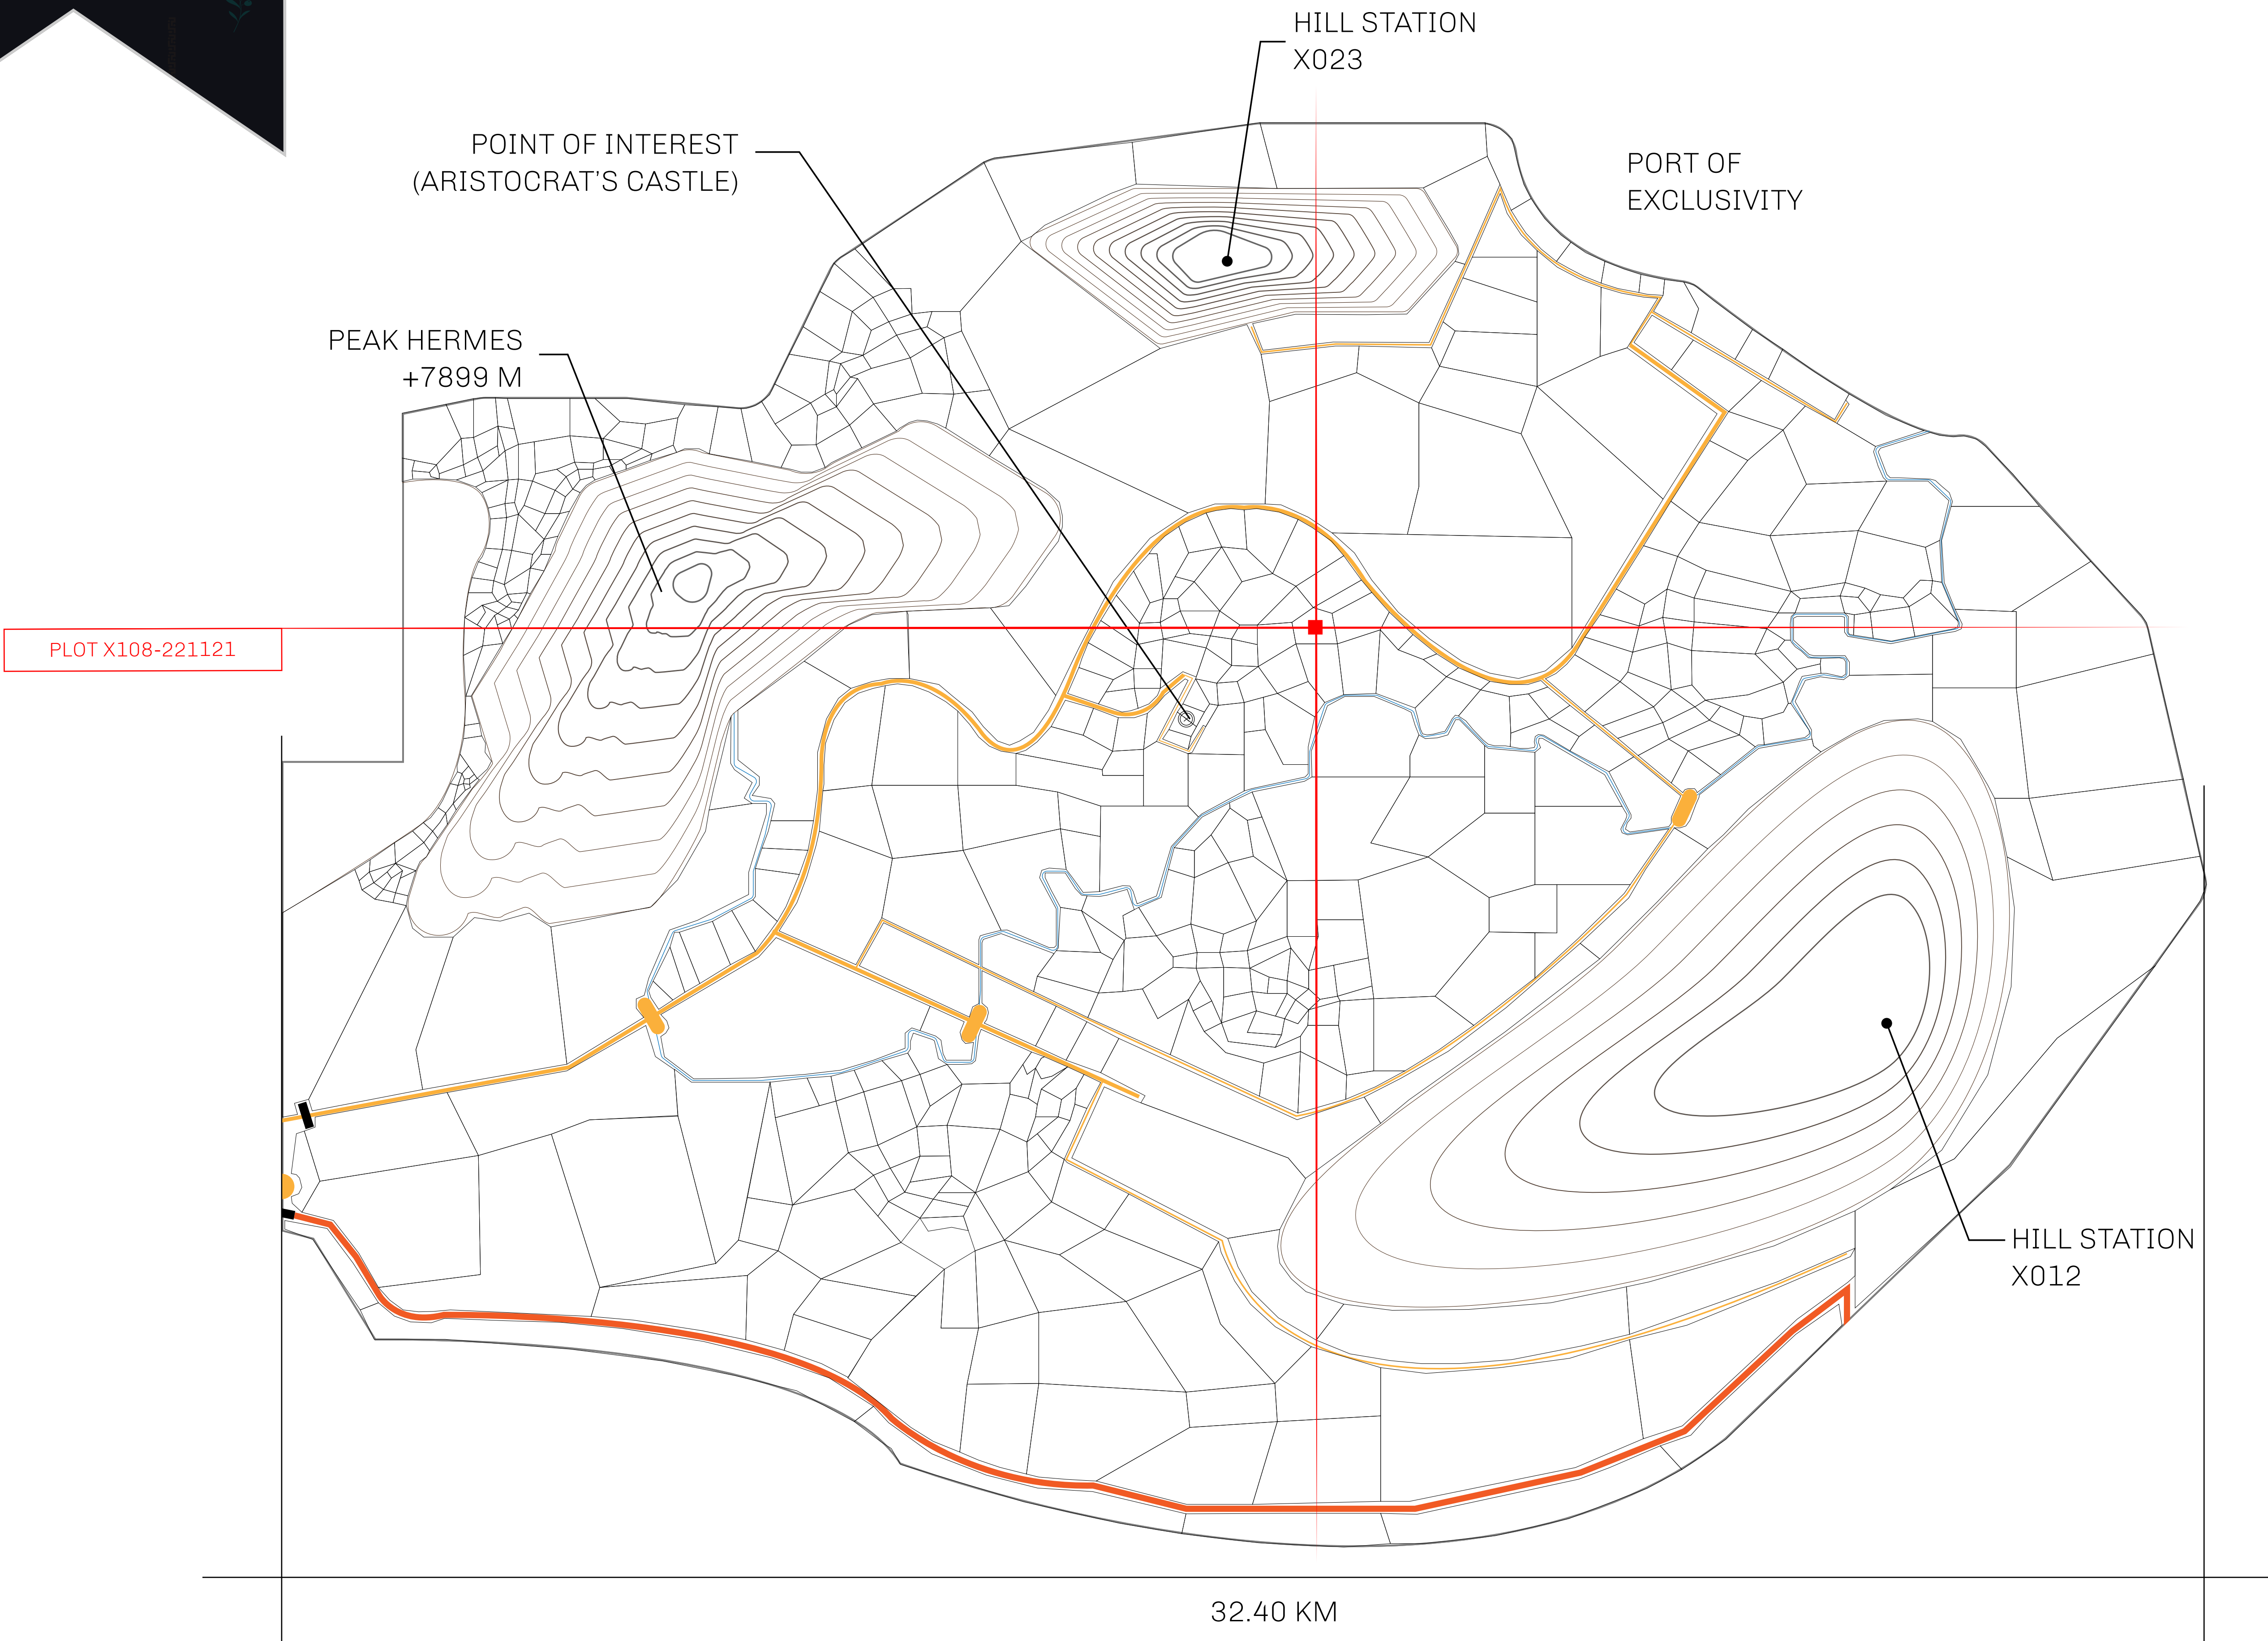 HILL STATION
X023
POINT OF INTEREST
(ARISTOCRAT'S CASTLE)
PORT OF
EXCLUSIVITY
PEAK HERMES
+7899 M
PLOT X108-221121
HILL STATION
X012
32.40 KM